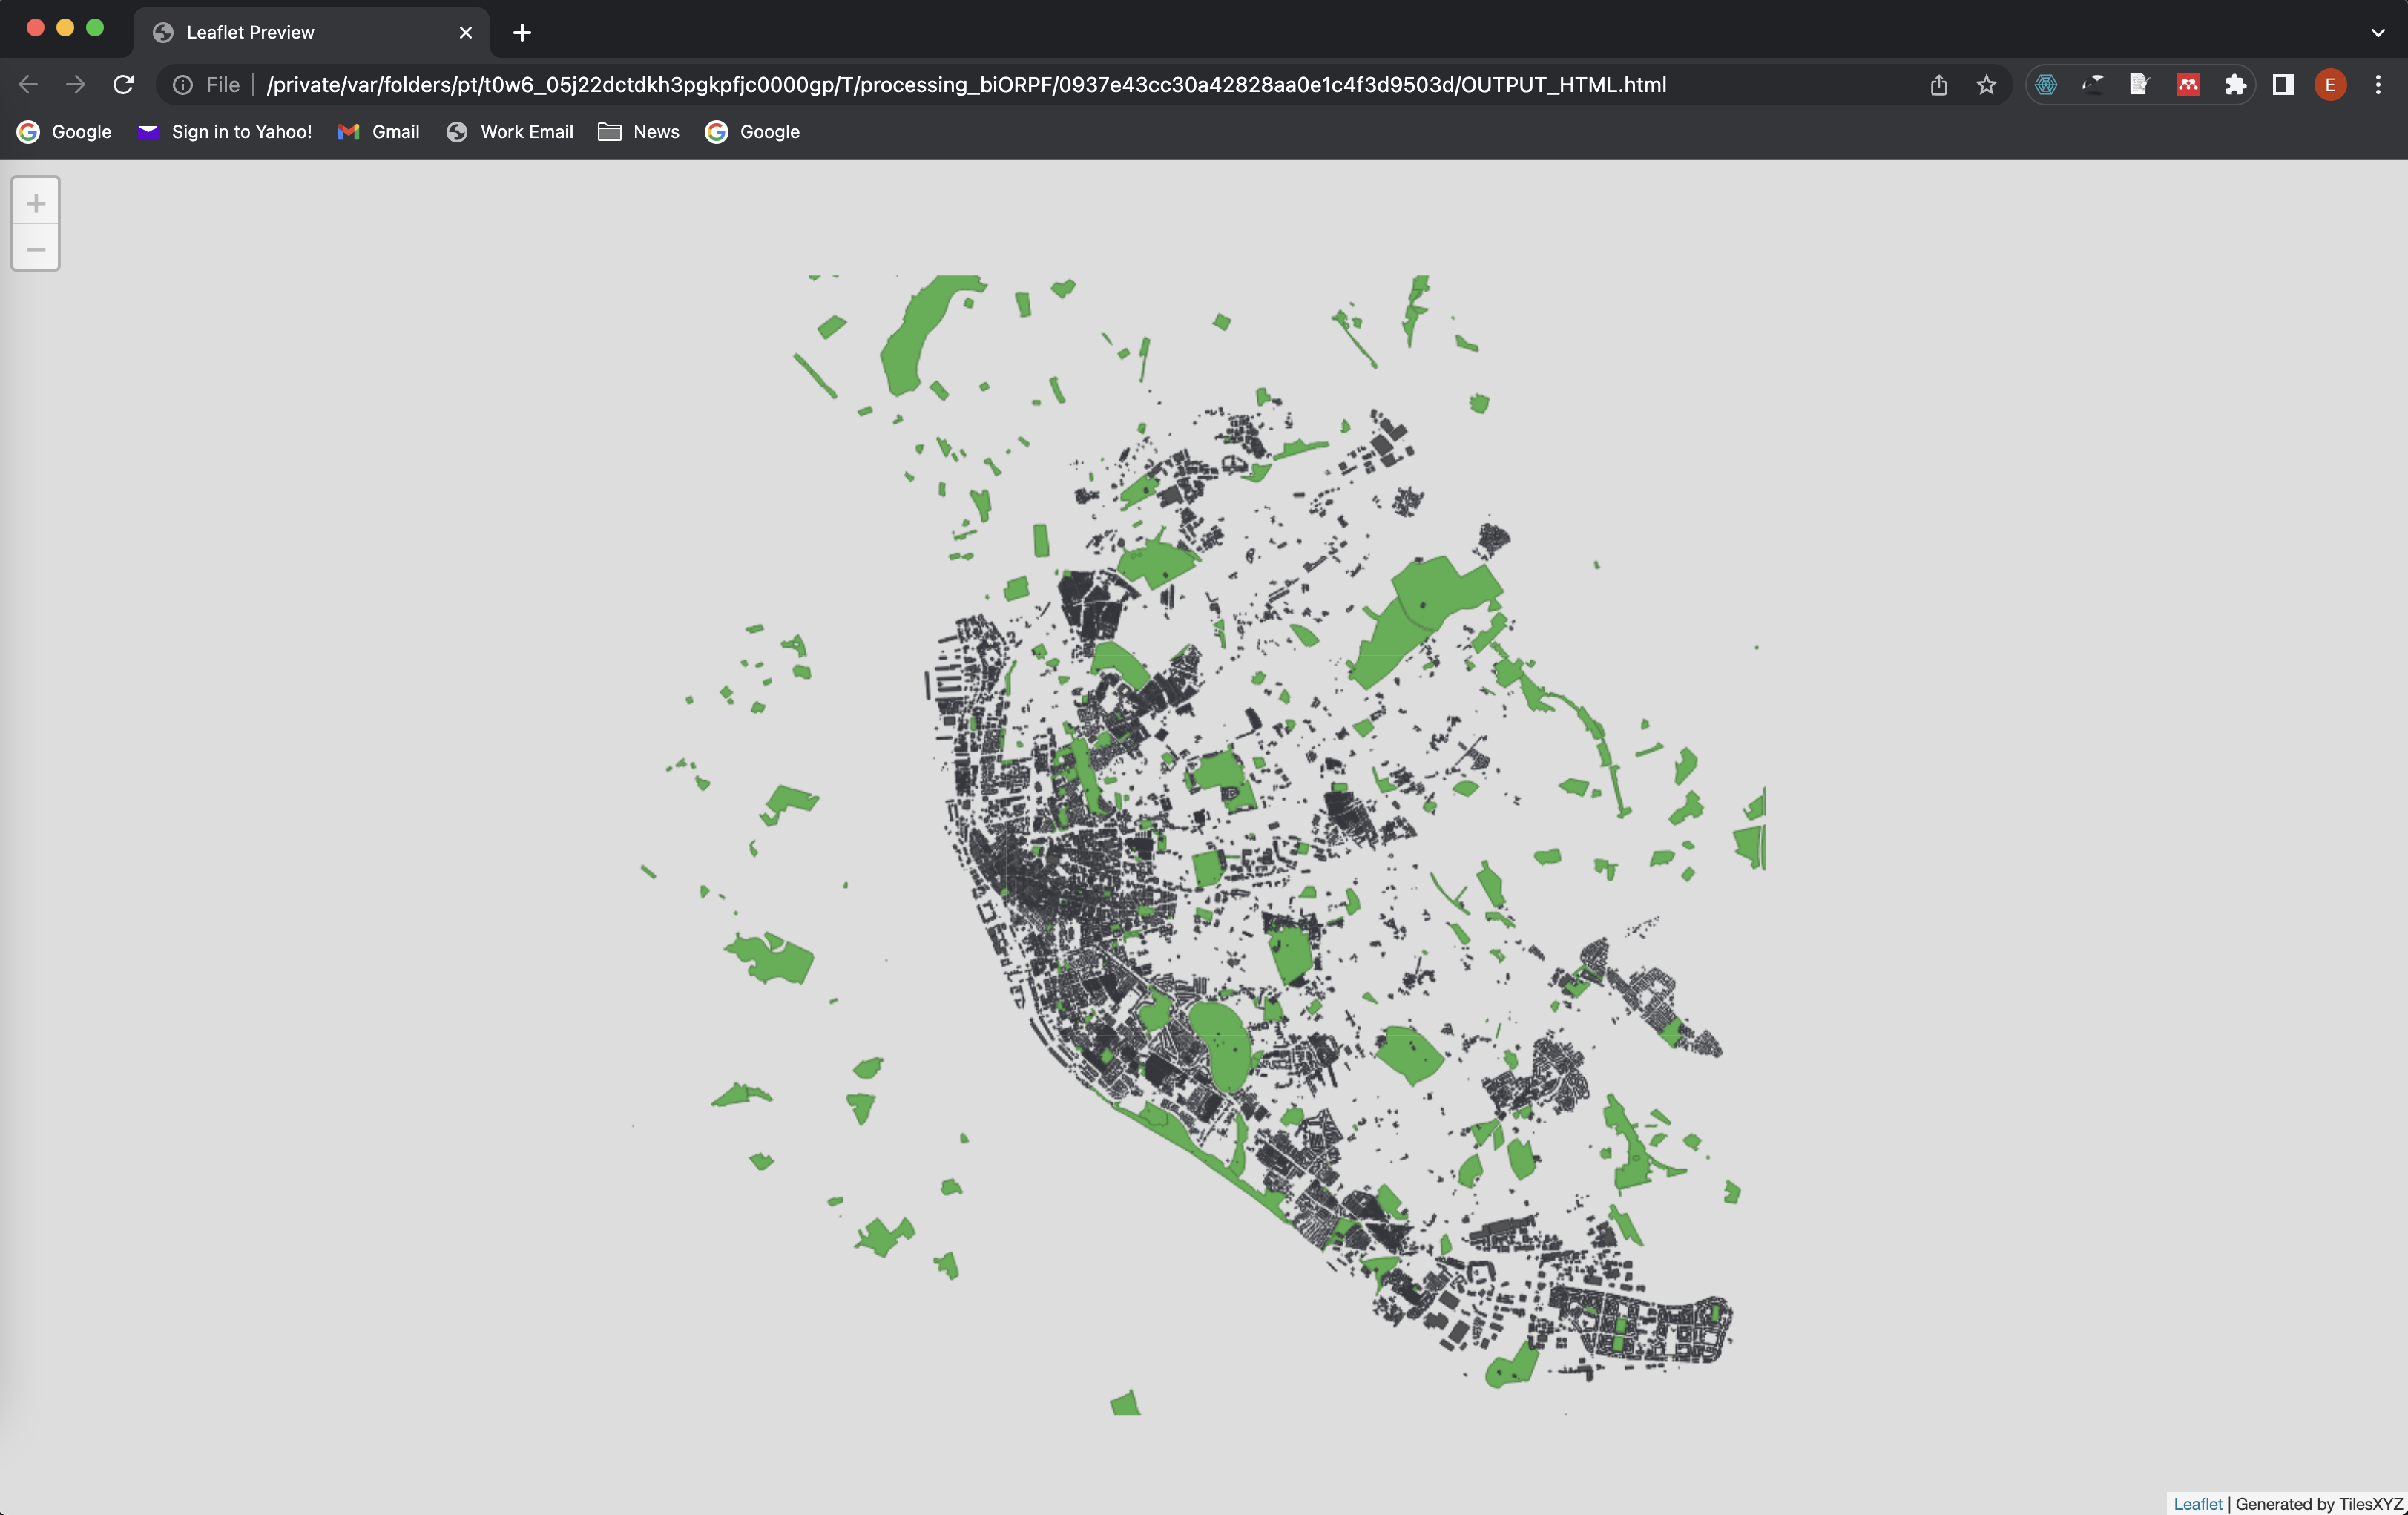 Leaflet Preview
File
/private/var/folders/pt/t0w6_05j22dctdkh3pgkpfjc0000gp/T/processing_biORPF/0937e43cc30a42828aa0e1c4f3d9503d/OUTPUT_HTML.html
E
Google
Sign in to Yahoo!
Gmail
Work Email
News
Google
+
−
Leaflet | Generated by TilesXYZ